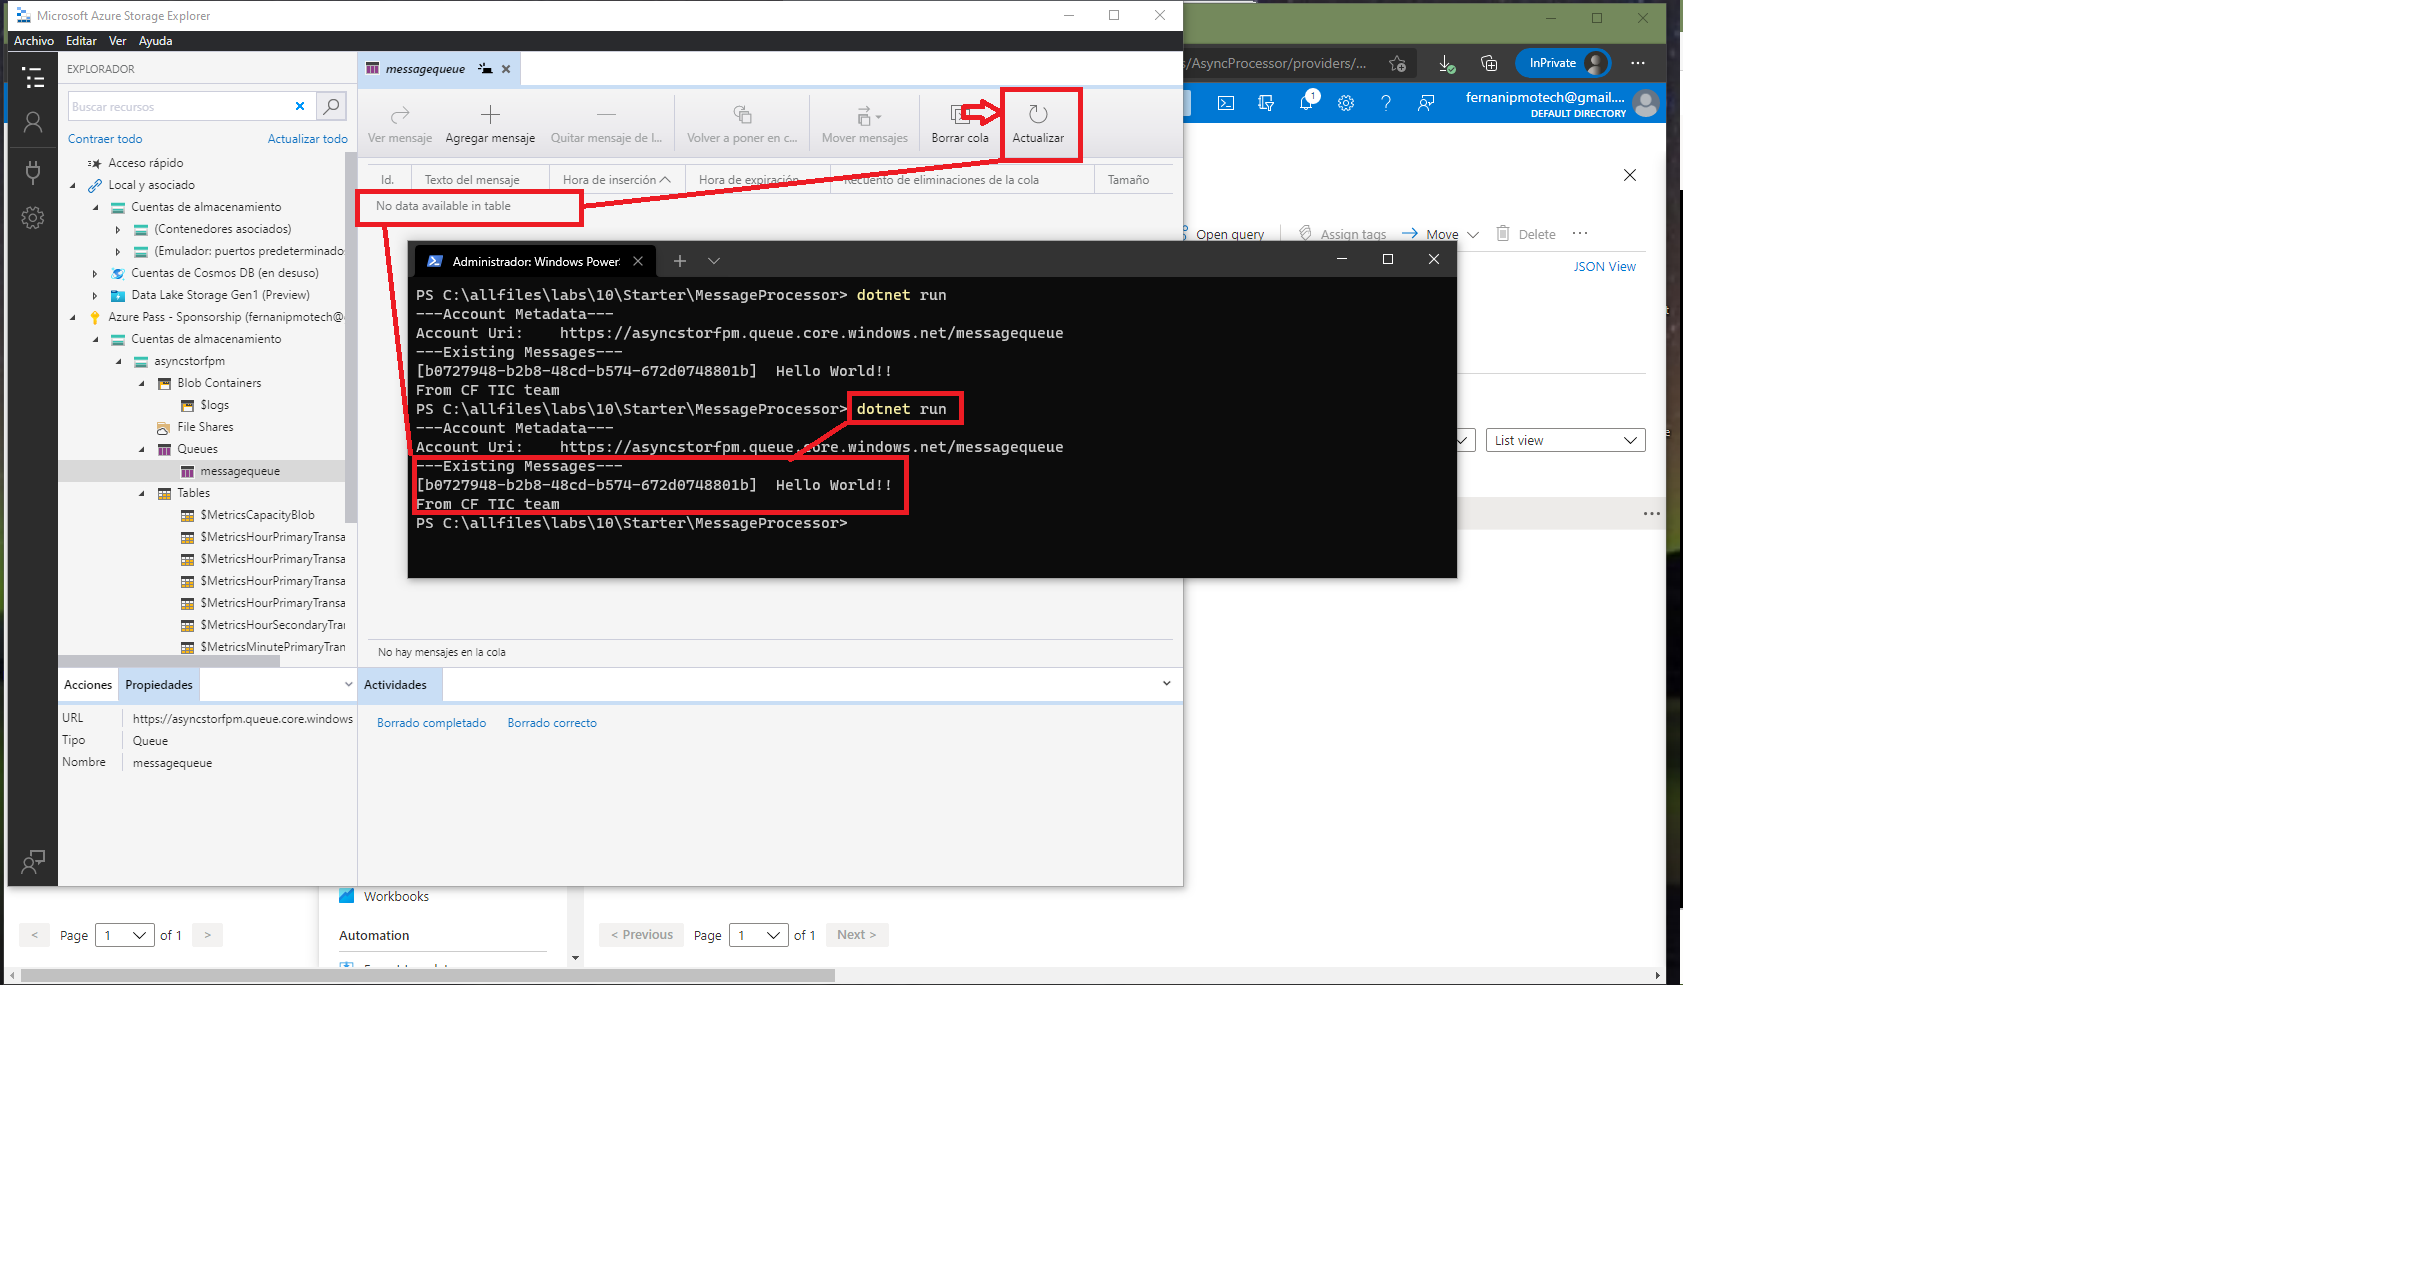 Microsoft Azure Storage Explorer
Archivo Editar Ver Ayuda
EXPLORADOR
Buscar recursos
Contraer todo Actualizar todo
Acceso rápido
Local y asociado
Cuentas de almacenamiento
(Contenedores asociados)
(Emulador: puertos predeterminados
Cuentas de Cosmos DB (en desuso)
Data Lake Storage Gen1 (Preview)
Azure Pass - Sponsorship (fernanipmotech@
Cuentas de almacenamiento
asyncstorfpm
Blob Containers
$logs
File Shares
Queues
messagequeue
Tables
$MetricsCapacityBlob
$MetricsHourPrimaryTransa
$MetricsHourPrimaryTransa
$MetricsHourPrimaryTransa
$MetricsHourPrimaryTransa
$MetricsHourSecondaryTra
$MetricsMinutePrimaryTran
Acciones Propiedades
URL https://asyncstorfpm.queue.core.windows
Tipo Queue
Nombre messagequeue
messagequeue
Ver mensaje Agregar mensaje Quitar mensaje de l... Volver a poner en c... Mover mensajes Borrar cola Actualizar
Id. Texto del mensaje Hora de inserción Hora de expiración Recuento de eliminaciones de la cola Tamaño
No data available in table
No hay mensajes en la cola
Actividades
Borrado completado Borrado correcto
Administrador: Windows Power
PS C:\allfiles\labs\10\Starter\MessageProcessor> dotnet run
---Account Metadata---
Account Uri: https://asyncstorfpm.queue.core.windows.net/messagequeue
---Existing Messages---
[b0727948-b2b8-48cd-b574-672d0748801b] Hello World!!
From CF TIC team
PS C:\allfiles\labs\10\Starter\MessageProcessor> dotnet run
---Account Metadata---
Account Uri: https://asyncstorfpm.queue.core.windows.net/messagequeue
---Existing Messages---
[b0727948-b2b8-48cd-b574-672d0748801b] Hello World!!
From CF TIC team
PS C:\allfiles\labs\10\Starter\MessageProcessor>
s/AsyncProcessor/providers/... InPrivate
1 fernanipmotech@gmail....
DEFAULT DIRECTORY
Open query Assign tags Move Delete
JSON View
List view
Workbooks
Automation
< Page 1 of 1 >
< Previous Page 1 of 1 Next >